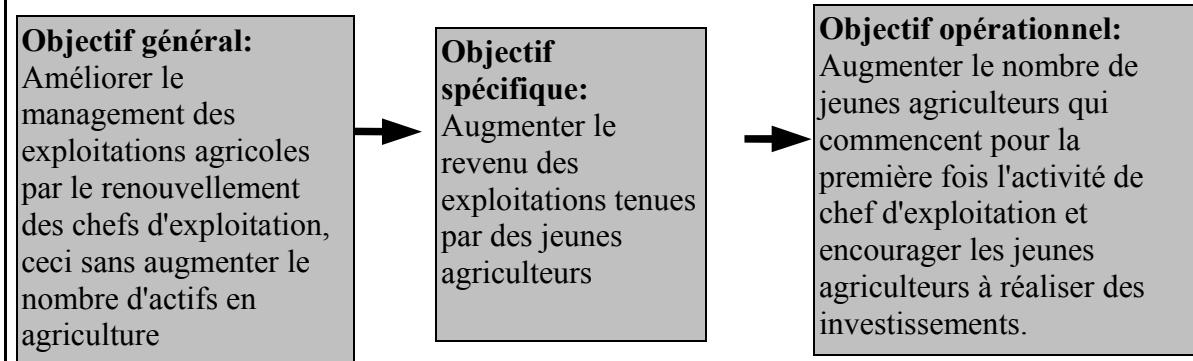 Objectif général:
Améliorer le
management des
exploitations agricoles
par le renouvellement
des chefs d'exploitation,
ceci sans augmenter le
nombre d'actifs en
agriculture
Objectif
spécifique:
Augmenter le
revenu des
exploitations tenues
par des jeunes
agriculteurs
Objectif opérationnel:
Augmenter le nombre de
jeunes agriculteurs qui
commencent pour la
première fois l'activité de
chef d'exploitation et
encourager les jeunes
agriculteurs à réaliser des
investissements.